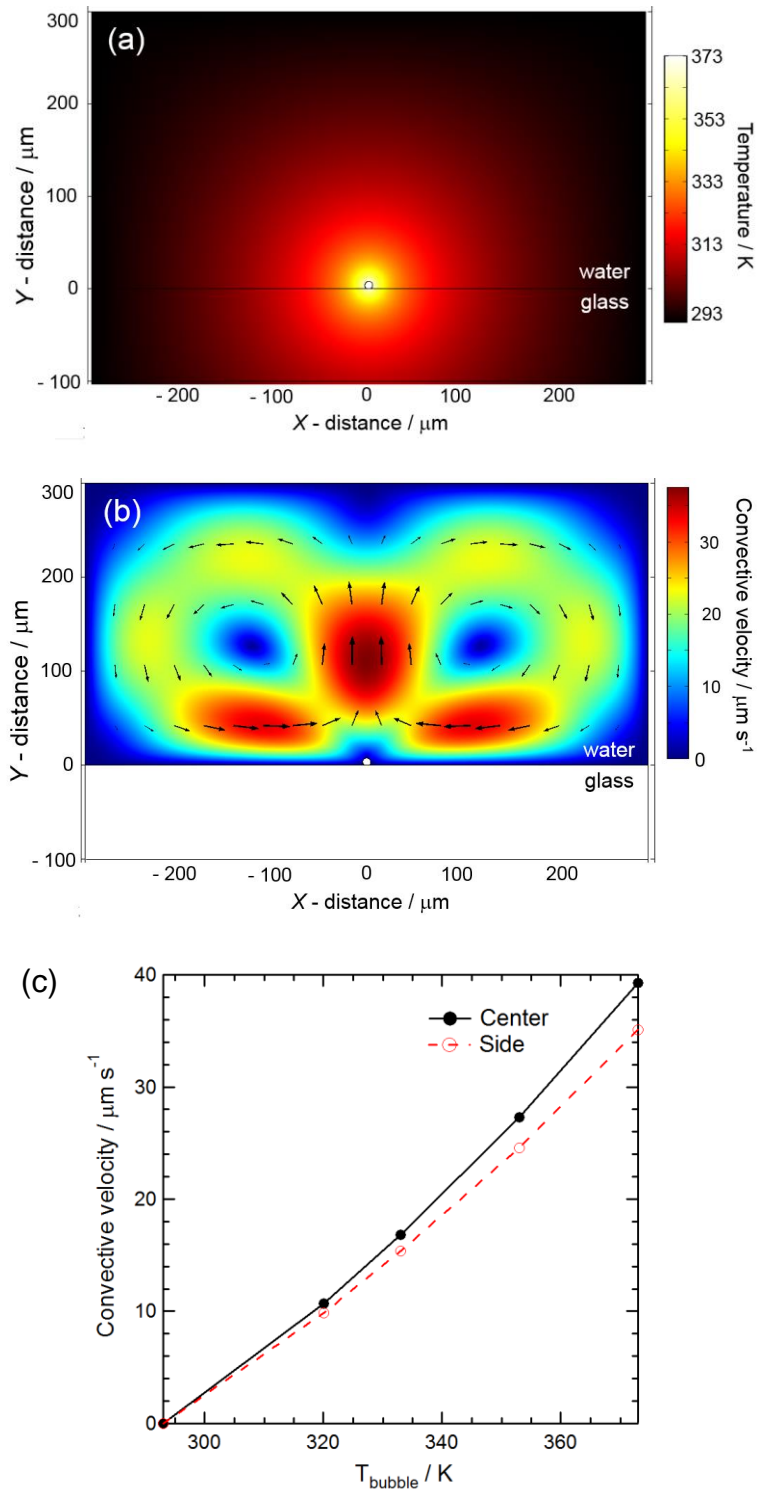 (a)
300
200
100
0
- 100
Y - distance / μm
- 200
- 100
0
100
200
X - distance / μm
water
glass
373
353
333
313
293
Temperature / K
(b)
300
200
100
0
- 100
Y - distance / μm
- 200
- 100
0
100
200
X - distance / μm
water
glass
30
20
10
0
Convective velocity / μm s⁻¹
(c)
40
30
20
10
0
Convective velocity / μm s⁻¹
Center
Side
300
320
340
360
T_bubble / K